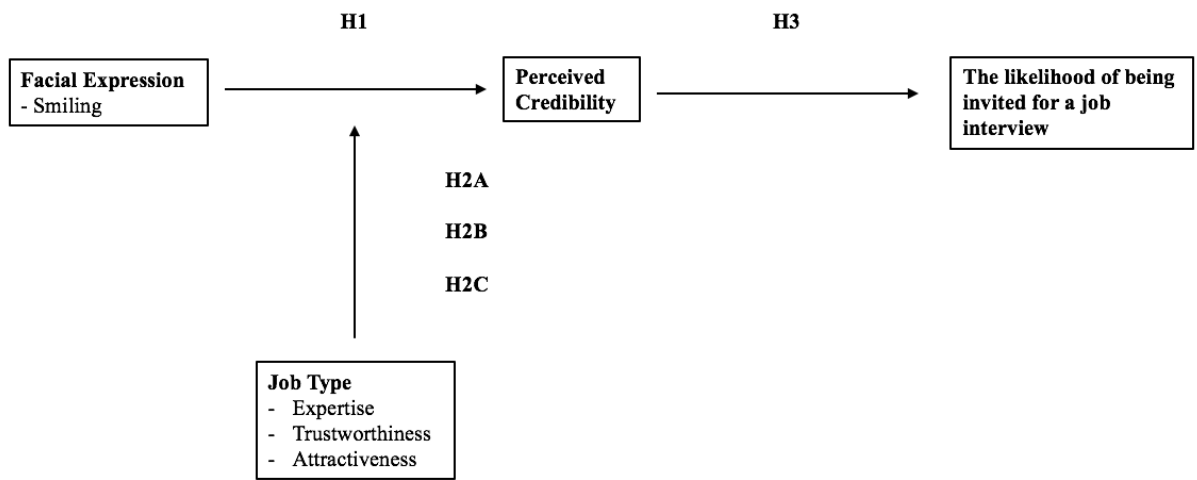 H1
H3
Facial Expression
- Smiling
Perceived
Credibility
The likelihood of being
invited for a job
interview
H2A
H2B
H2C
Job Type
- Expertise
- Trustworthiness
- Attractiveness